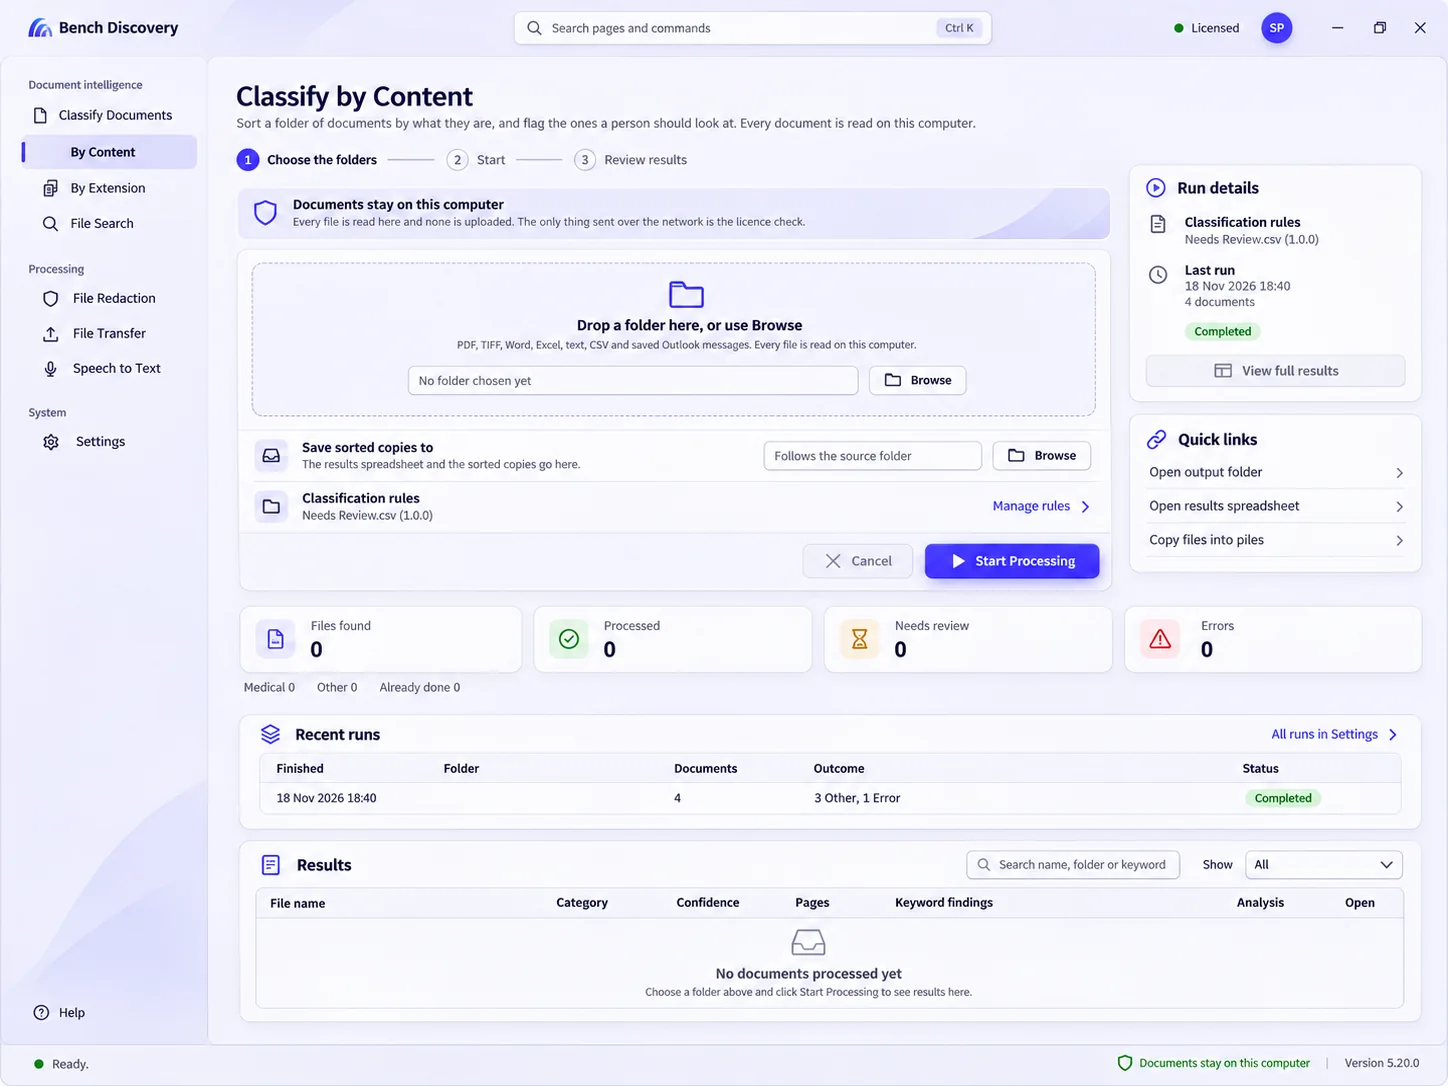 Bench Discovery
Search pages and commands
Ctrl K
Licensed
SP
Document intelligence
Classify Documents
By Content
By Extension
File Search
Processing
File Redaction
File Transfer
Speech to Text
System
Settings
Help
Classify by Content
Sort a folder of documents by what they are, and flag the ones a person should look at. Every document is read on this computer.
1 Choose the folders
2 Start
3 Review results
Documents stay on this computer
Every file is read here and none is uploaded. The only thing sent over the network is the licence check.
Drop a folder here, or use Browse
PDF, TIFF, Word, Excel, text, CSV and saved Outlook messages. Every file is read on this computer.
No folder chosen yet
Browse
Save sorted copies to
The results spreadsheet and the sorted copies go here.
Follows the source folder
Browse
Classification rules
Needs Review.csv (1.0.0)
Manage rules
Cancel
Start Processing
Run details
Classification rules
Needs Review.csv (1.0.0)
Last run
18 Nov 2026 18:40
4 documents
Completed
View full results
Quick links
Open output folder
Open results spreadsheet
Copy files into piles
Files found
0
Processed
0
Needs review
0
Errors
0
Medical 0
Other 0
Already done 0
Recent runs
All runs in Settings
Finished Folder Documents Outcome Status
18 Nov 2026 18:40 4 3 Other, 1 Error Completed
Results
Search name, folder or keyword
Show
All
File name Category Confidence Pages Keyword findings Analysis Open
No documents processed yet
Choose a folder above and click Start Processing to see results here.
Ready.
Documents stay on this computer
Version 5.20.0